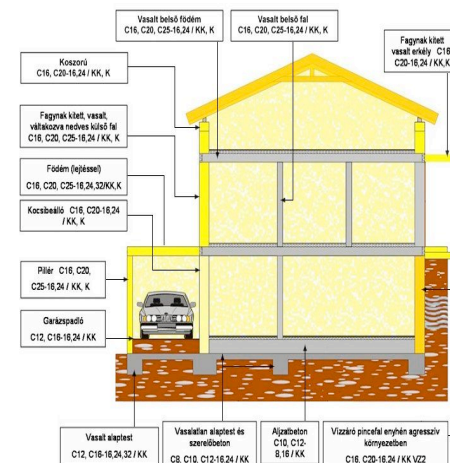 Vasalt belső födém
C16, C20, C25-16,24 / KK, K
Vasalt belső fal
C16, C20, C25-16,24 / KK, K
Fagynak kitett
vasalt erkély C16
C20-16,24 / KK,K
Koszorú
C16, C20-16,24 / KK, K
Fagynak kitett, vasalt,
váltakozva nedves külső fal
C16, C20, C25-16,24 / KK, K
Födém (lejtéssel)
C16, C20, C25-16,24,32/KK,K
Kocsibeálló C16, C20-16,24
/ KK, K
Pillér C16, C20,
C25-16,24 / KK, K
Garázspadló
C12, C16-16,24 / KK
Vasalt alaptest
C12, C16-16,24,32 / KK
Vasalatlan alaptest és
szerelőbeton
C8, C10, C12-16,24 / KK
Aljzatbeton
C10, C12-
8,16 / KK
Vízzáró pincefal enyhén agresszív
környezetben
C16, C20-16,24 / KK VZ2